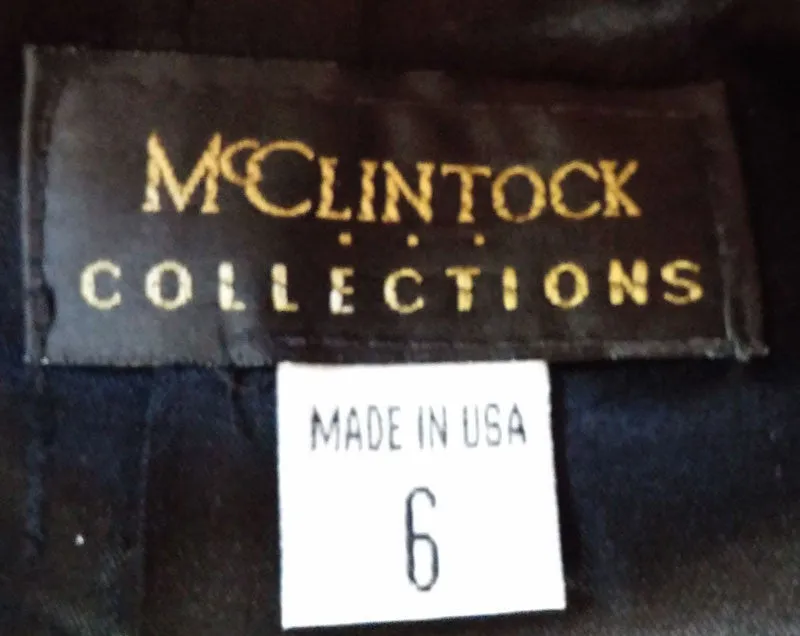 McCLINTOCK
. . .
COLLECTIONS
MADE IN USA
6